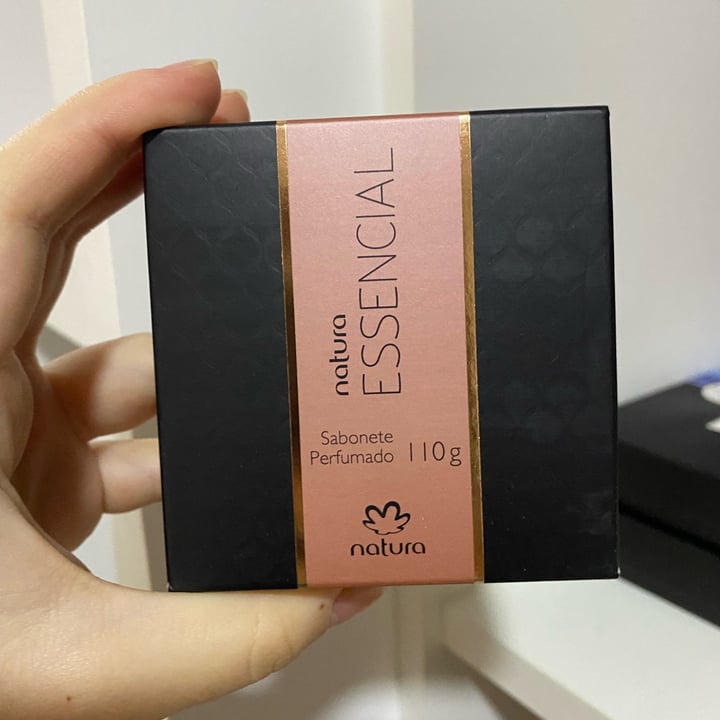 natura
ESSENCIAL
Sabonete
Perfumado 110g
natura